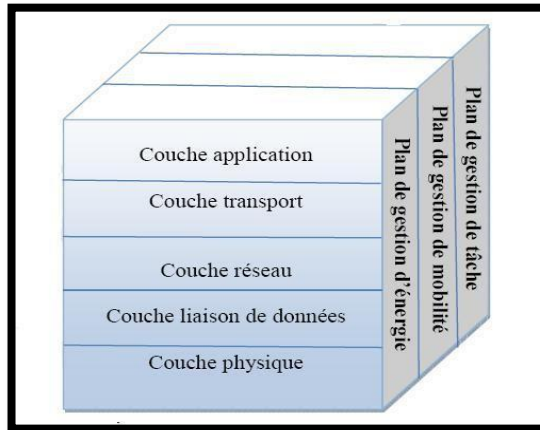 Couche application
Couche transport
Couche réseau
Couche liaison de données
Couche physique
Plan de gestion d'énergie
Plan de gestion de mobilité
Plan de gestion de tâche